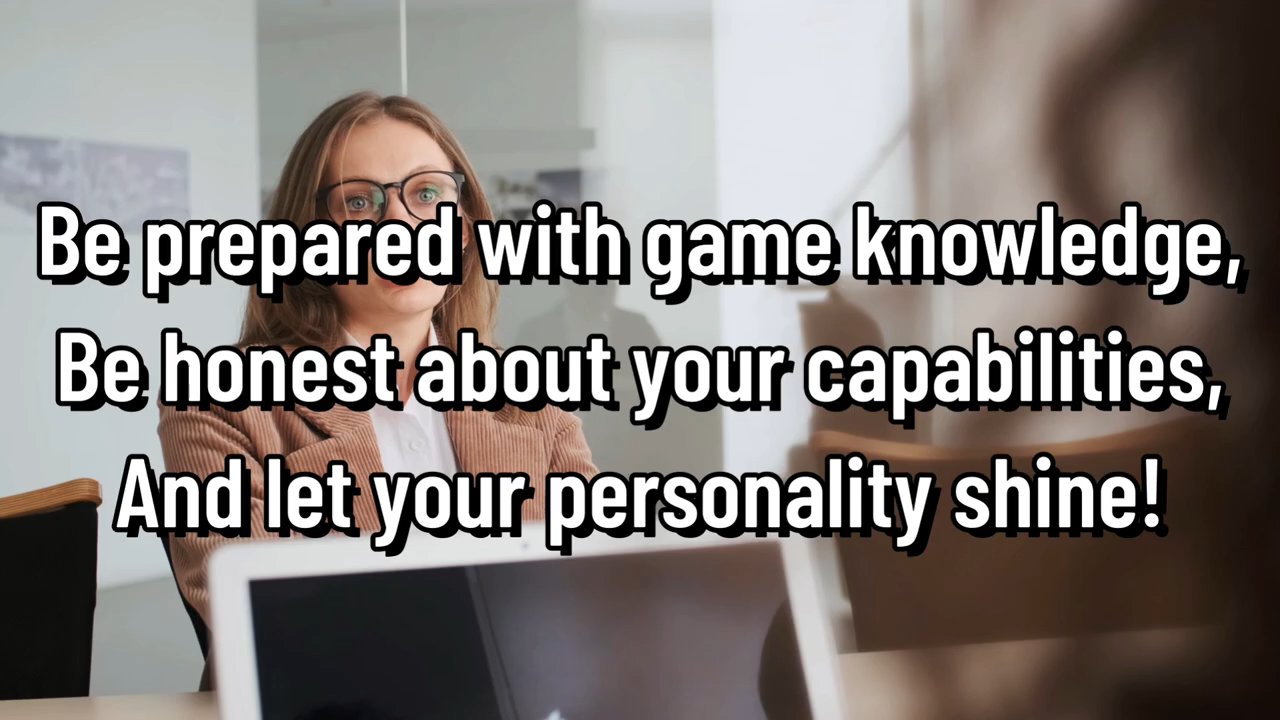 Be prepared with game knowledge,
Be honest about your capabilities,
And let your personality shine!